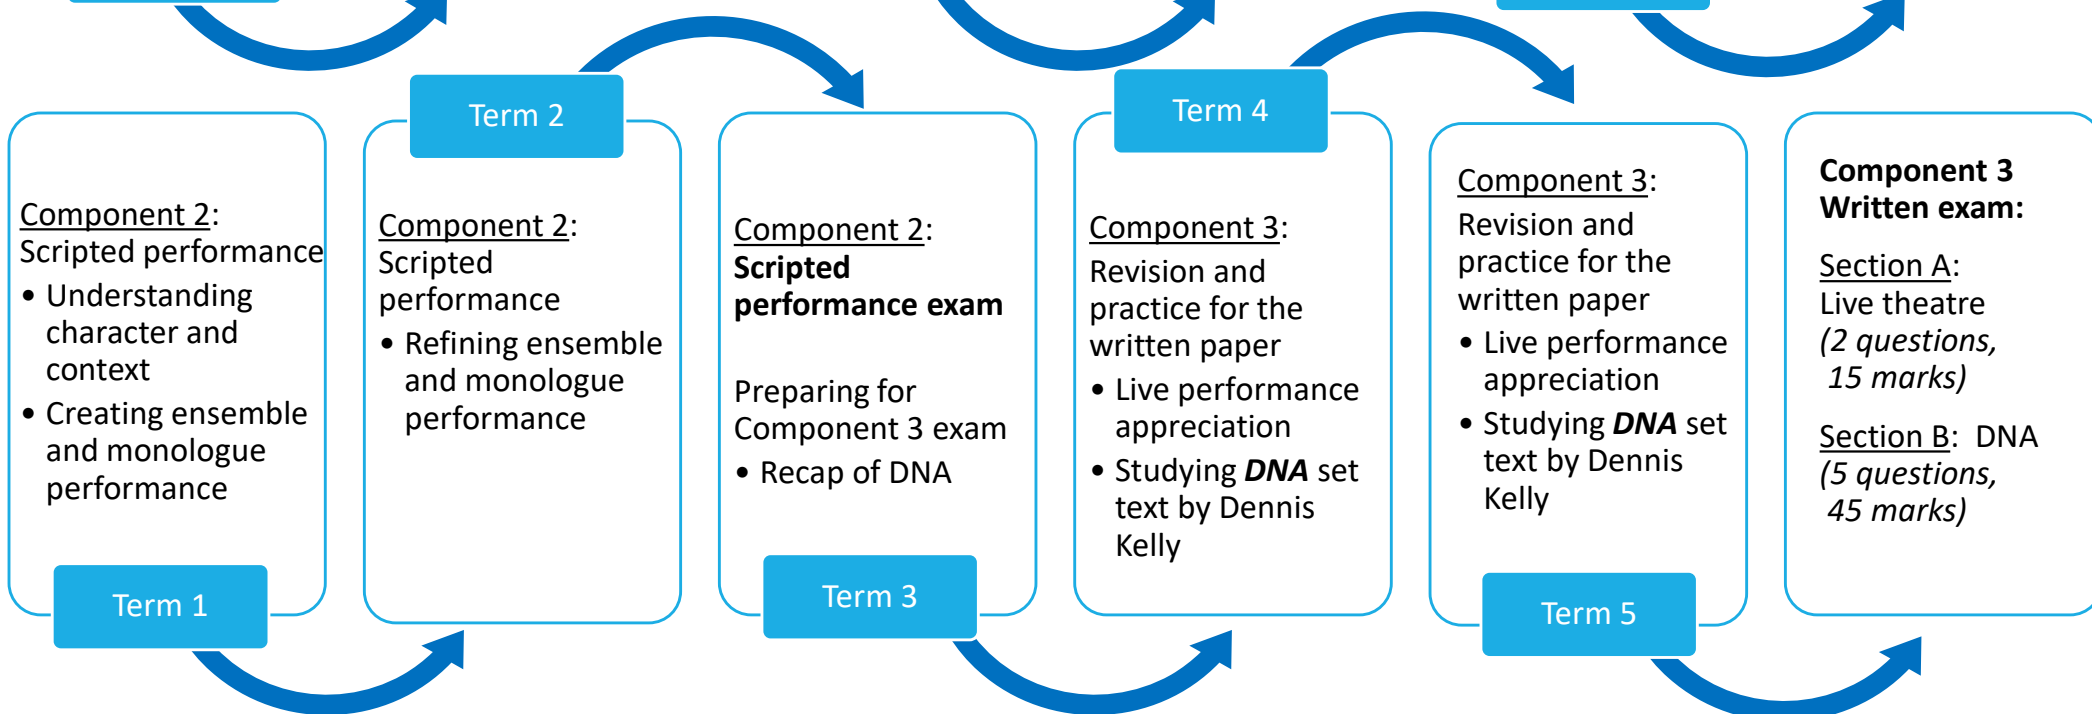 Component 2:
Scripted performance
• Understanding
character and
context
• Creating ensemble
and monologue
performance
Term 1
Term 2
Component 2:
Scripted
performance
• Refining ensemble
and monologue
performance
Component 2:
Scripted
performance exam
Preparing for
Component 3 exam
• Recap of DNA
Term 3
Term 4
Component 3:
Revision and
practice for the
written paper
• Live performance
appreciation
• Studying DNA set
text by Dennis
Kelly
Component 3:
Revision and
practice for the
written paper
• Live performance
appreciation
• Studying DNA set
text by Dennis
Kelly
Term 5
Component 3
Written exam:
Section A:
Live theatre
(2 questions,
15 marks)
Section B: DNA
(5 questions,
45 marks)